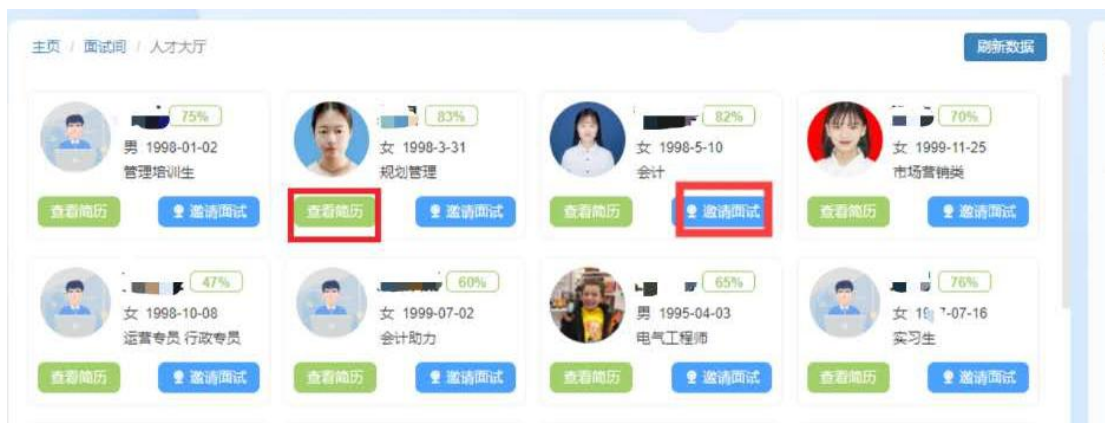 主页 / 面试间 / 人才大厅
刷新数据
75%
男 1998-01-02
管理培训生
查看简历 邀请面试
83%
女 1998-3-31
规划管理
查看简历 邀请面试
82%
女 1998-5-10
会计
查看简历 邀请面试
70%
女 1999-11-25
市场营销类
查看简历 邀请面试
47%
女 1998-10-08
运营专员 行政专员
查看简历 邀请面试
60%
女 1999-07-02
会计助力
查看简历 邀请面试
65%
男 1995-04-03
电气工程师
查看简历 邀请面试
76%
女 7-07-16
实习生
查看简历 邀请面试